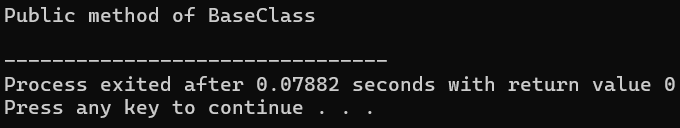 Public method of BaseClass
--------------------------------
Process exited after 0.07882 seconds with return value 0
Press any key to continue . . .